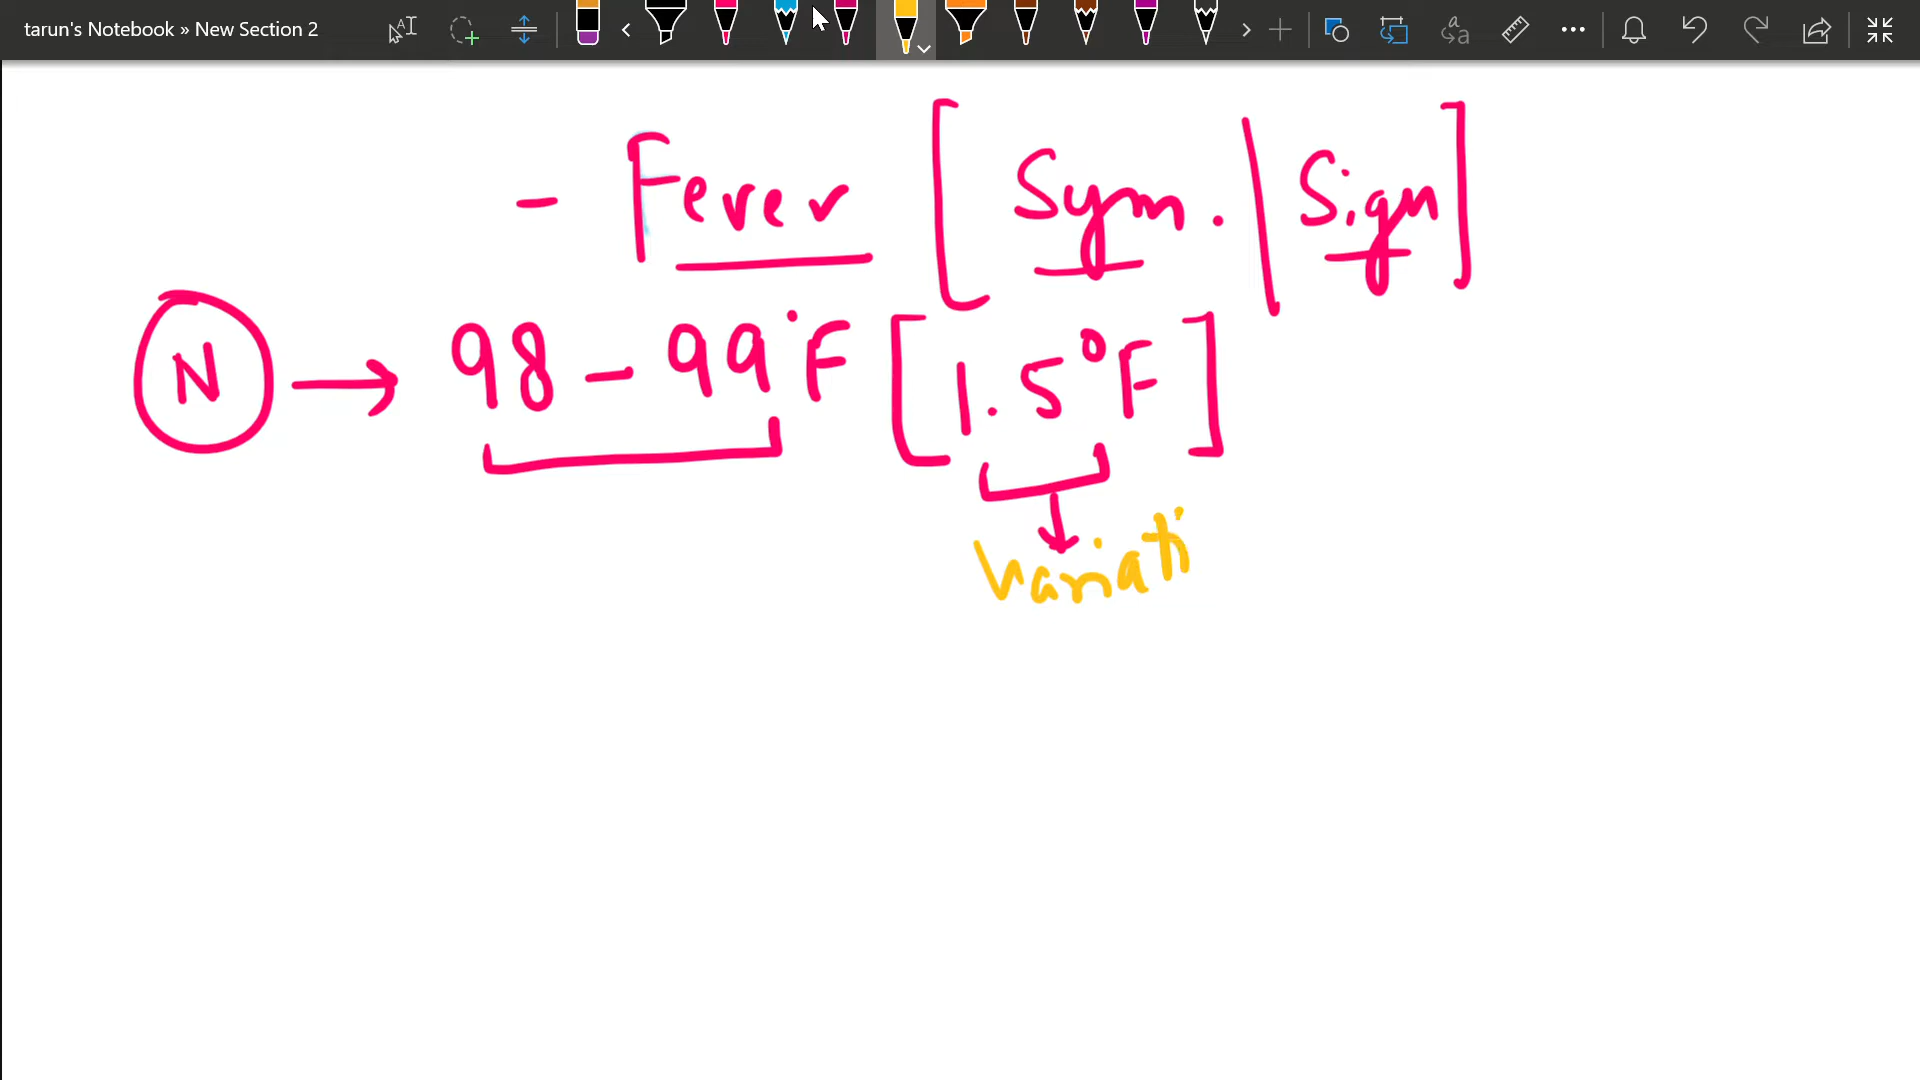 tarun's Notebook » New Section 2
- Fever [ Sym. | Sign ]
N → 98 - 99°F [ 1.5°F ]
Variati